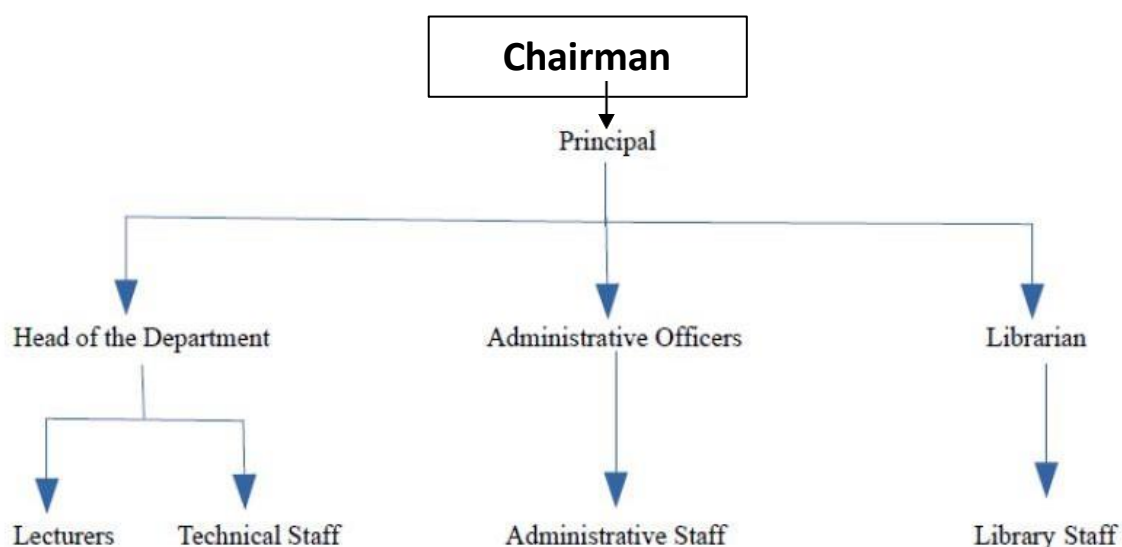 Chairman
Principal
Head of the Department
Administrative Officers
Librarian
Lecturers
Technical Staff
Administrative Staff
Library Staff